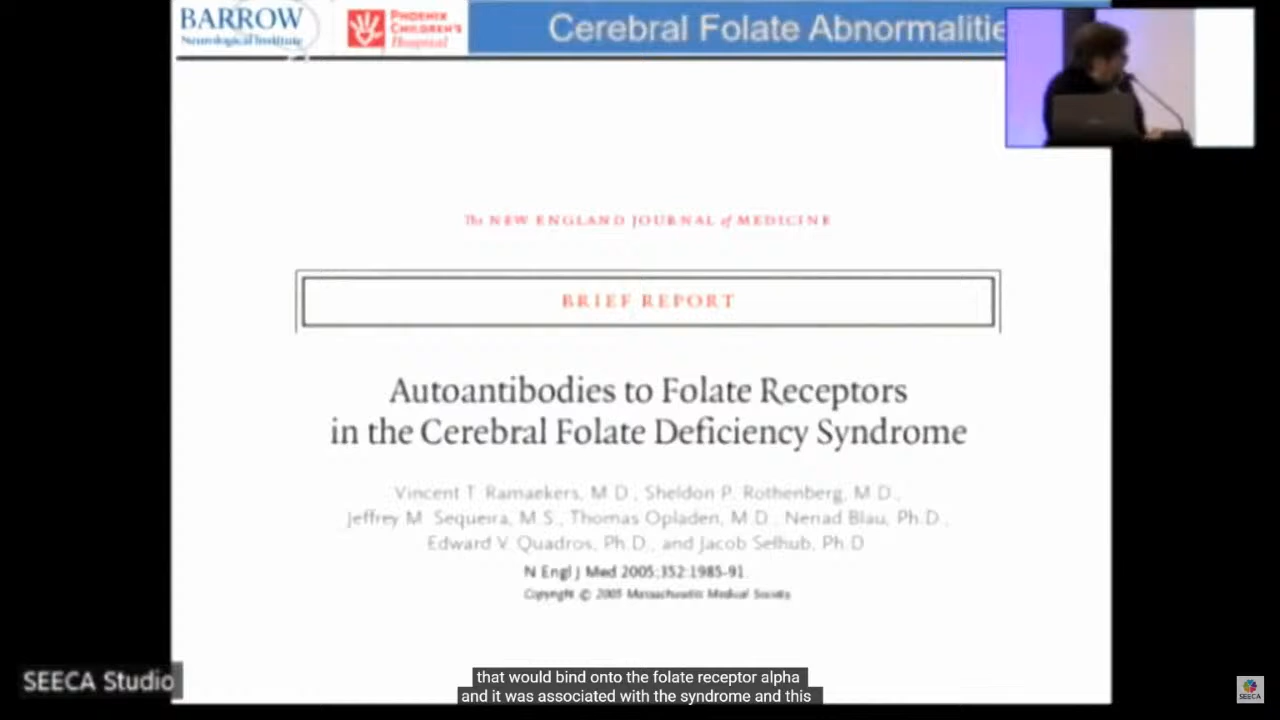 BARROW
Neurological Institute
PHOENIX
CHILDREN'S
Hospital
Cerebral Folate Abnormalitie
The NEW ENGLAND JOURNAL of MEDICINE
BRIEF REPORT
Autoantibodies to Folate Receptors
in the Cerebral Folate Deficiency Syndrome
Vincent T. Ramaekers, M.D., Sheldon P. Rothenberg, M.D.,
Jeffrey M. Sequeira, M.S., Thomas Opladen, M.D., Nenad Blau, Ph.D.,
Edward V. Quadros, Ph.D., and Jacob Selhub, Ph.D.
N Engl J Med 2005;352:1985-91.
Copyright © 2005 Massachusetts Medical Society
that would bind onto the folate receptor alpha
and it was associated with the syndrome and this
SEECA Studio
SEECA